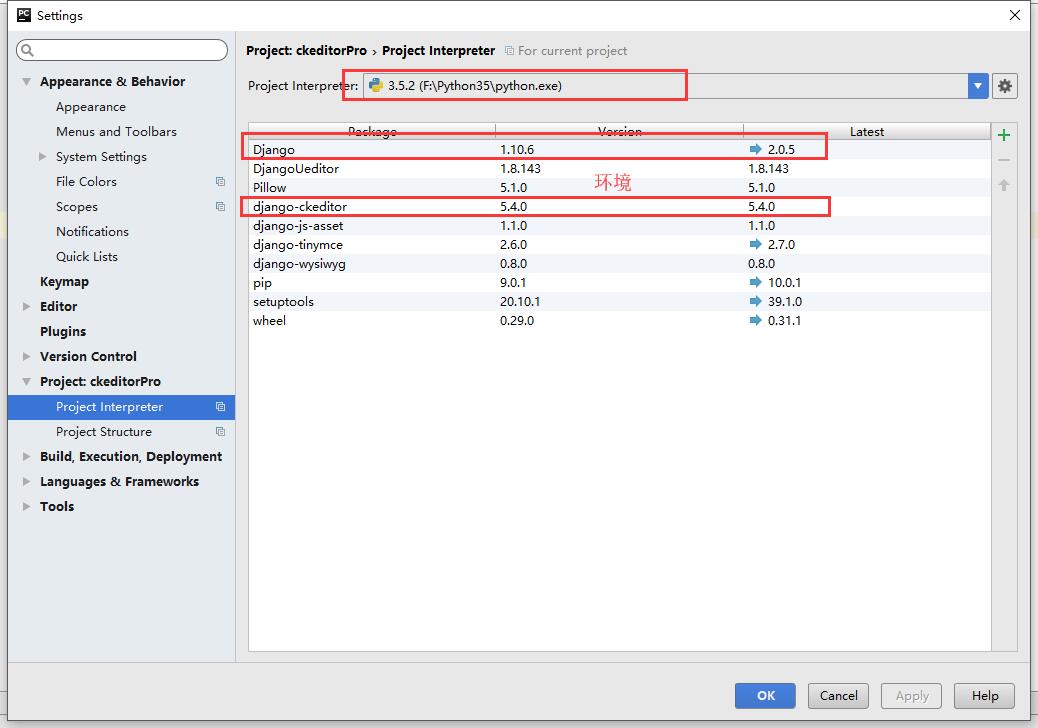 PC Settings
Project: ckeditorPro › Project Interpreter For current project
Project Interpreter: 3.5.2 (F:\Python35\python.exe)
Appearance & Behavior
Appearance
Menus and Toolbars
System Settings
File Colors
Scopes
Notifications
Quick Lists
Keymap
Editor
Plugins
Version Control
Project: ckeditorPro
Project Interpreter
Project Structure
Build, Execution, Deployment
Languages & Frameworks
Tools
Package Version Latest
Django 1.10.6 2.0.5
DjangoUeditor 1.8.143 1.8.143
环境
Pillow 5.1.0 5.1.0
django-ckeditor 5.4.0 5.4.0
django-js-asset 1.1.0 1.1.0
django-tinymce 2.6.0 2.7.0
django-wysiwyg 0.8.0 0.8.0
pip 9.0.1 10.0.1
setuptools 20.10.1 39.1.0
wheel 0.29.0 0.31.1
OK Cancel Apply Help